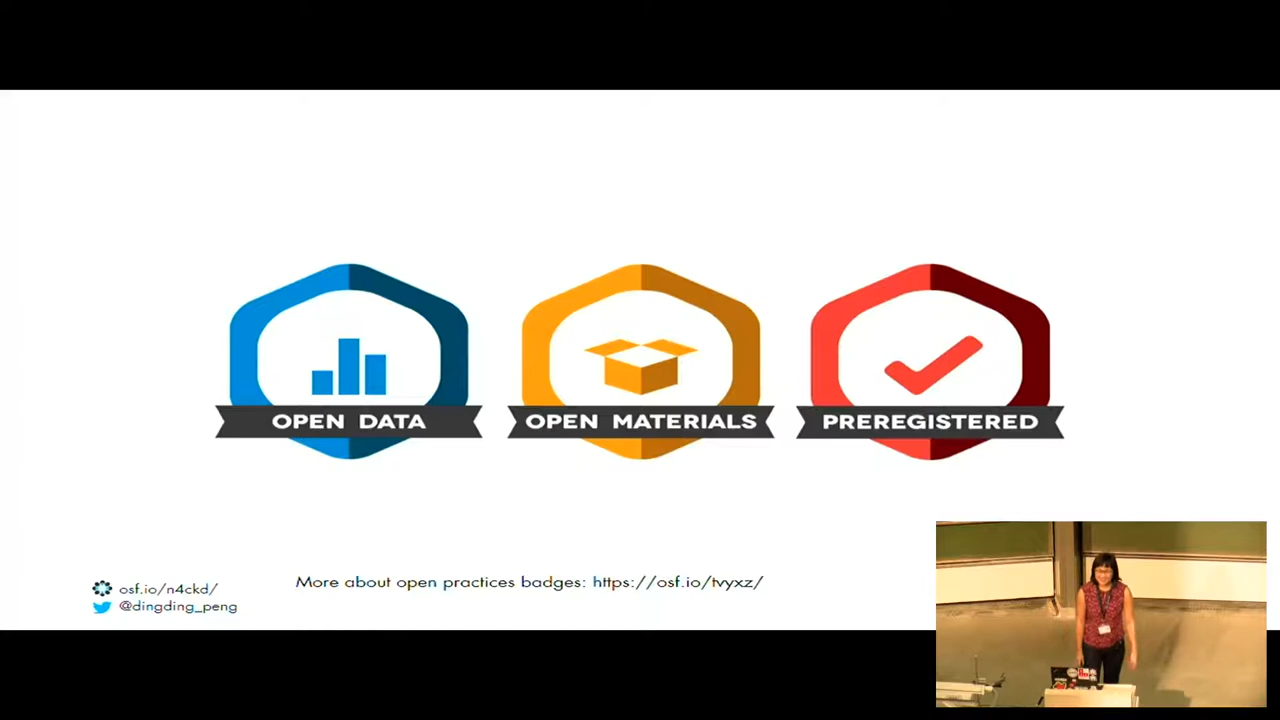 OPEN DATA
OPEN MATERIALS
PREREGISTERED
osf.io/n4ckd/
@dingding_peng
More about open practices badges: https://osf.io/tvyxz/